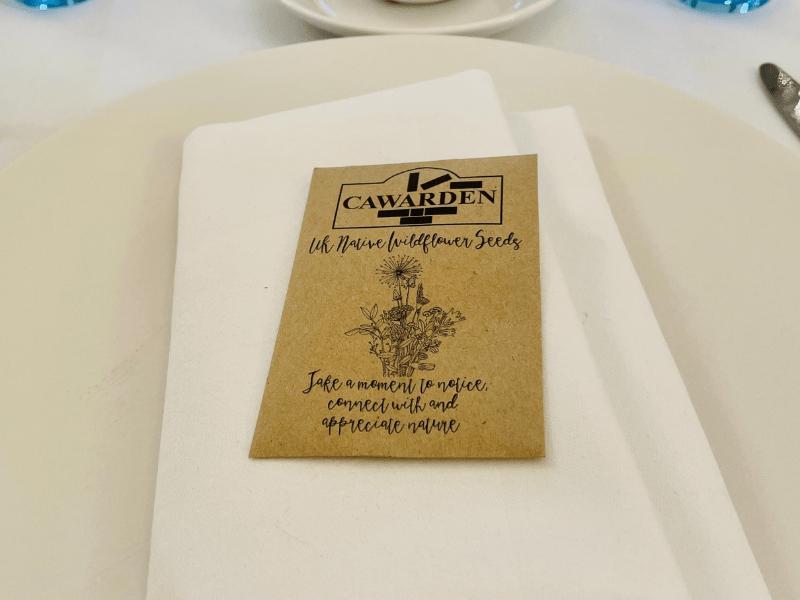 CAWARDEN
UK Native Wildflower Seeds
Take a moment to notice,
connect with and
appreciate nature